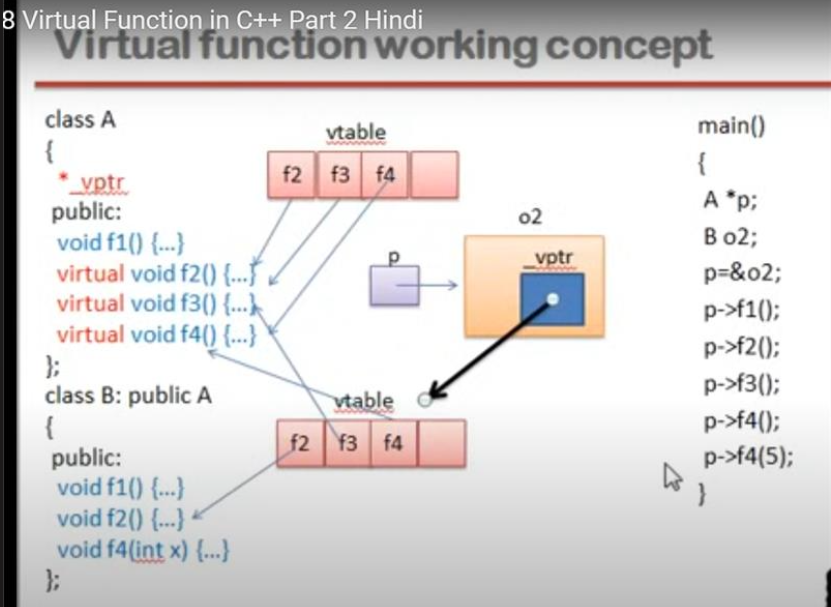 8 Virtual Function in C++ Part 2 Hindi
Virtual function working concept
class A
{
* _vptr
public:
void f1() {...}
virtual void f2() {...}
virtual void f3() {...}
virtual void f4() {...}
};
class B: public A
{
public:
void f1() {...}
void f2() {...}
void f4(int x) {...}
};
vtable
f2 f3 f4
p
o2
_vptr
vtable
f2 f3 f4
main()
{
A *p;
B o2;
p=&o2;
p->f1();
p->f2();
p->f3();
p->f4();
p->f4(5);
}